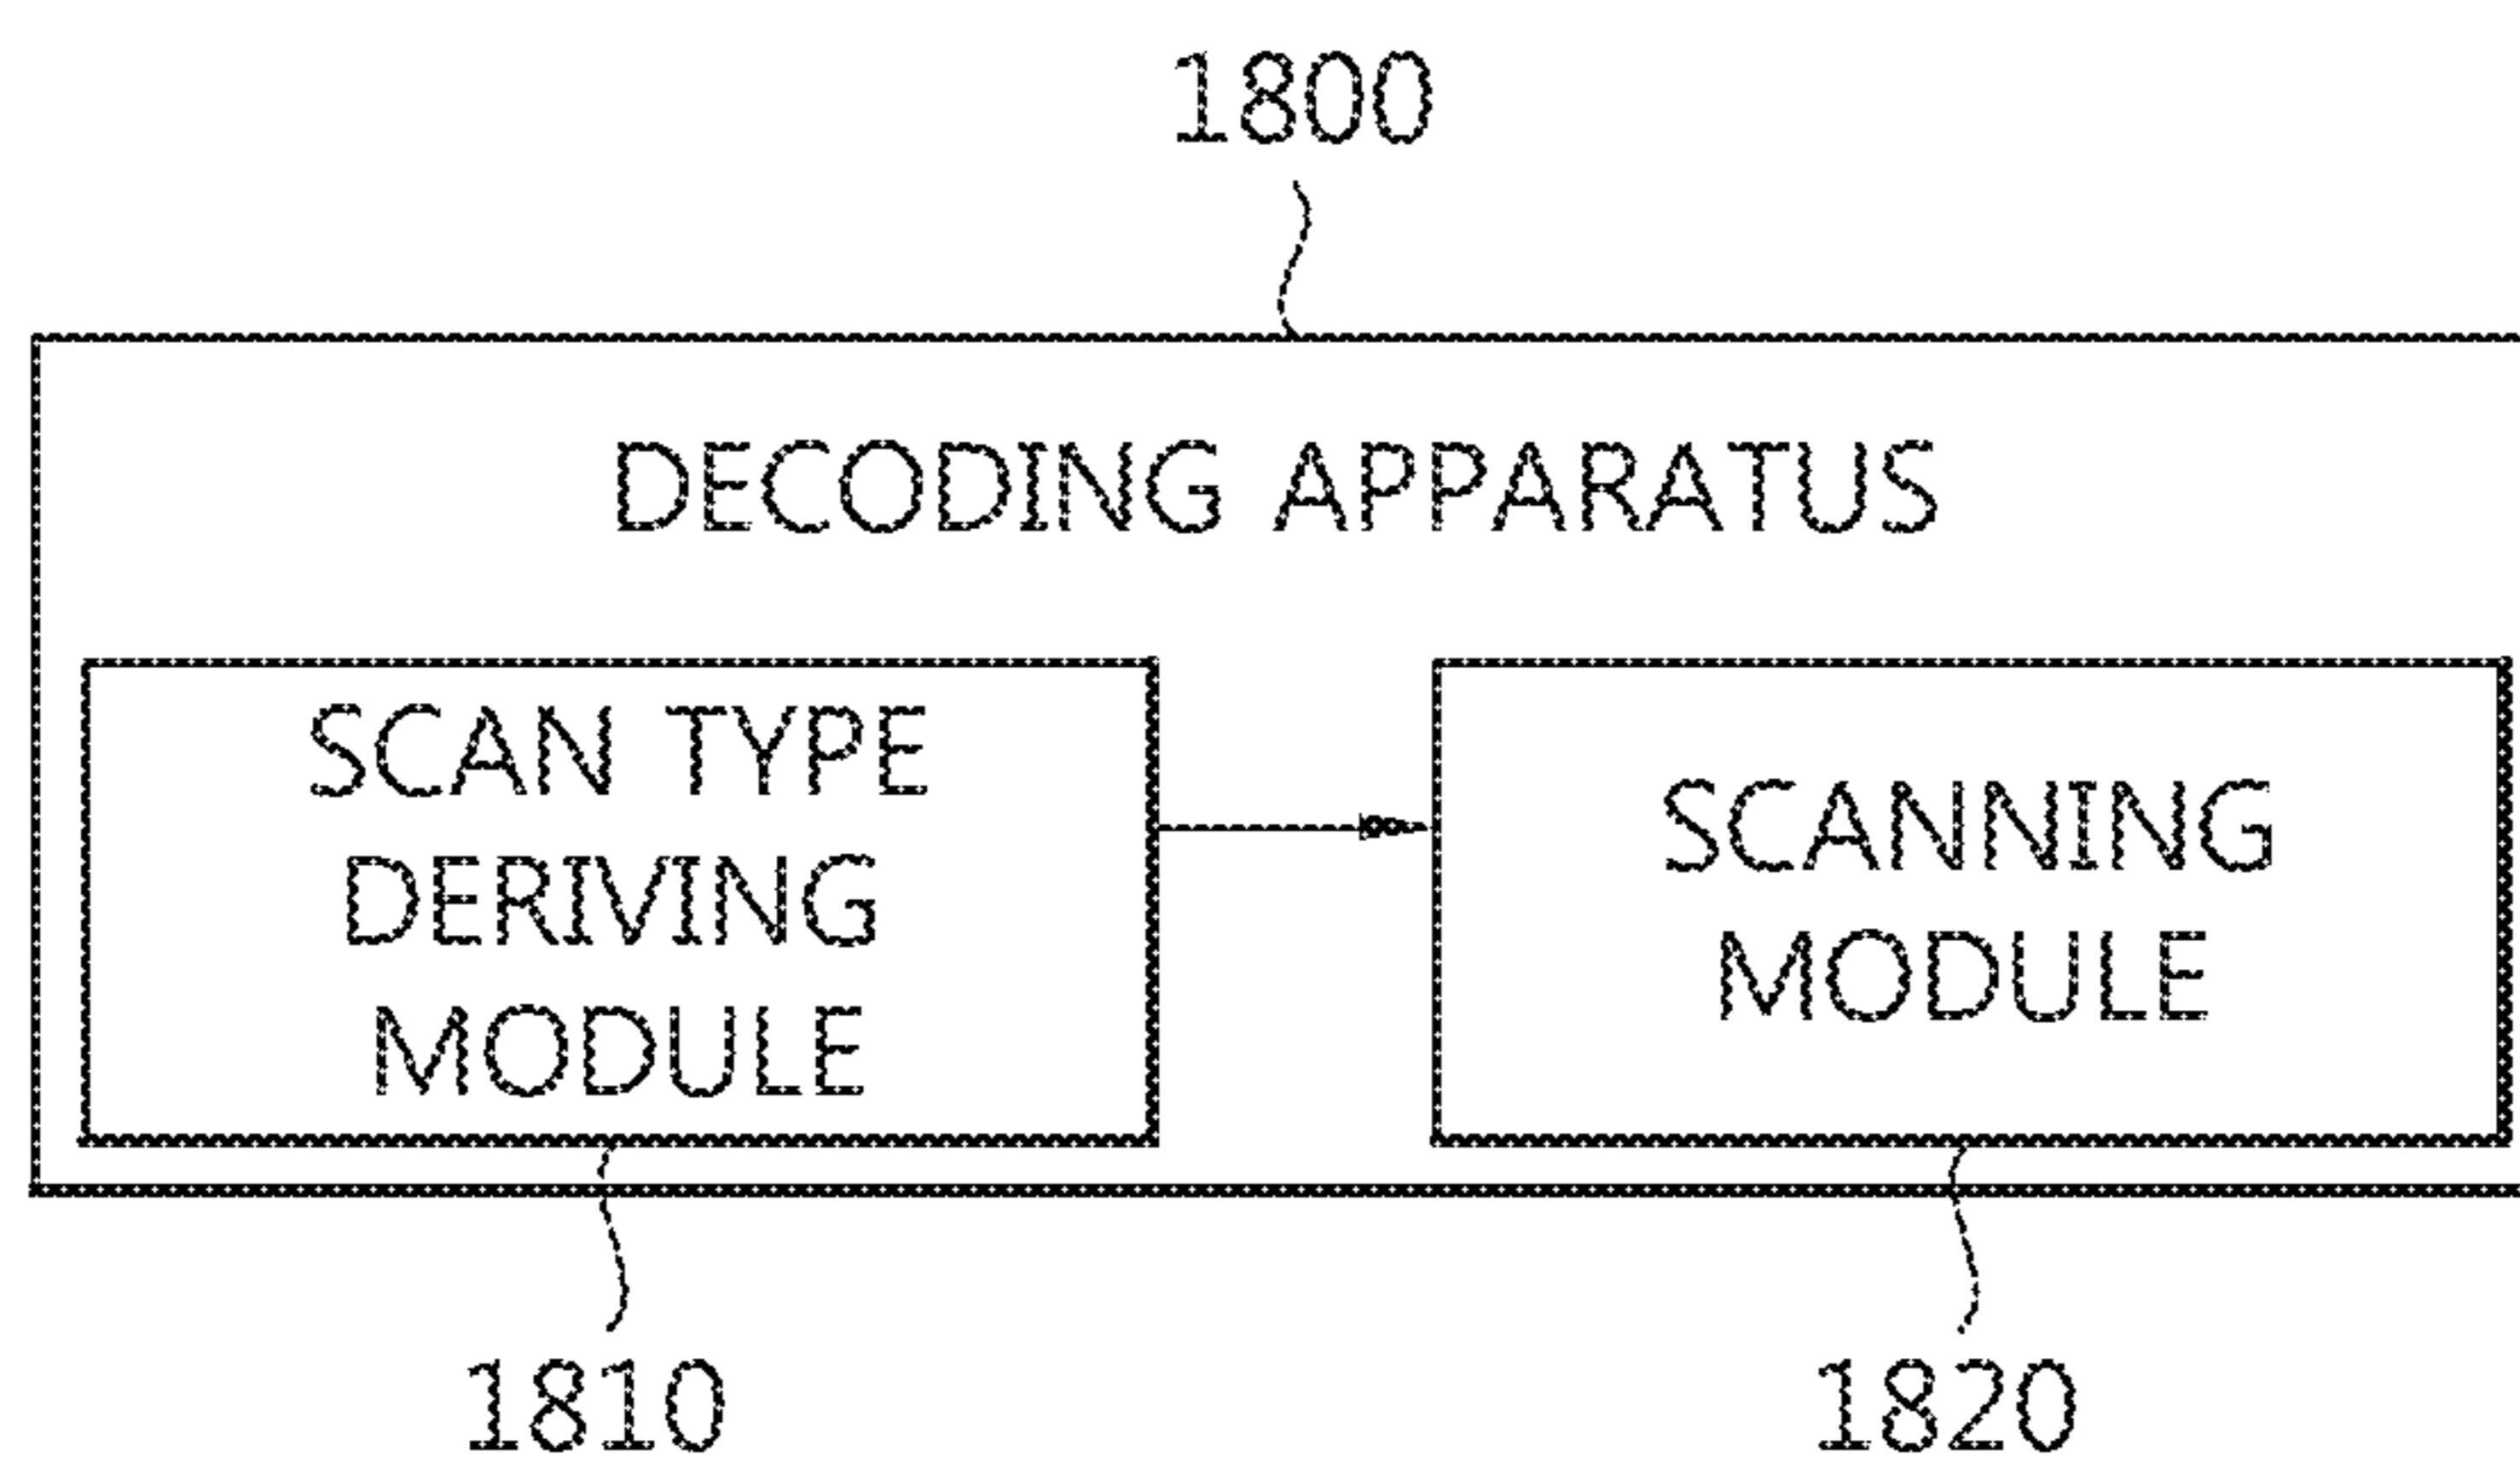 1800
DECODING APPARATUS
SCAN TYPE
DERIVING
MODULE
SCANNING
MODULE
1810
1820